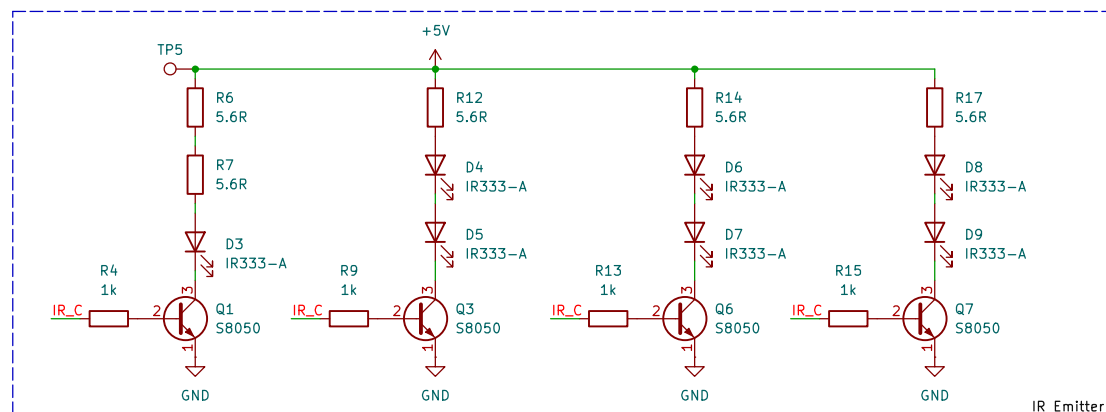 +5V
TP5
R6
5.6R
R12
5.6R
R14
5.6R
R17
5.6R
R7
5.6R
D4
IR333-A
D6
IR333-A
D8
IR333-A
D3
IR333-A
D5
IR333-A
D7
IR333-A
D9
IR333-A
R4
1k
R9
1k
R13
1k
R15
1k
IR_C
2
3
1
Q1
S8050
IR_C
2
3
1
Q3
S8050
IR_C
2
3
1
Q6
S8050
IR_C
2
3
1
Q7
S8050
GND
GND
GND
GND
IR Emitter